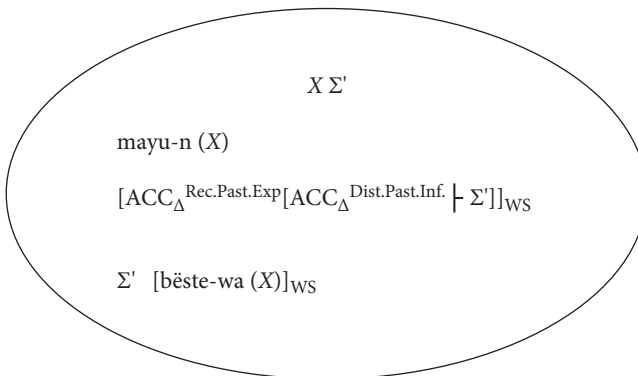 X Σ'
mayu-n (X)
[ACC_Δ^Rec.Past.Exp[ACC_Δ^Dist.Past.Inf. ├ Σ']]_WS
Σ' [bëste-wa (X)]_WS